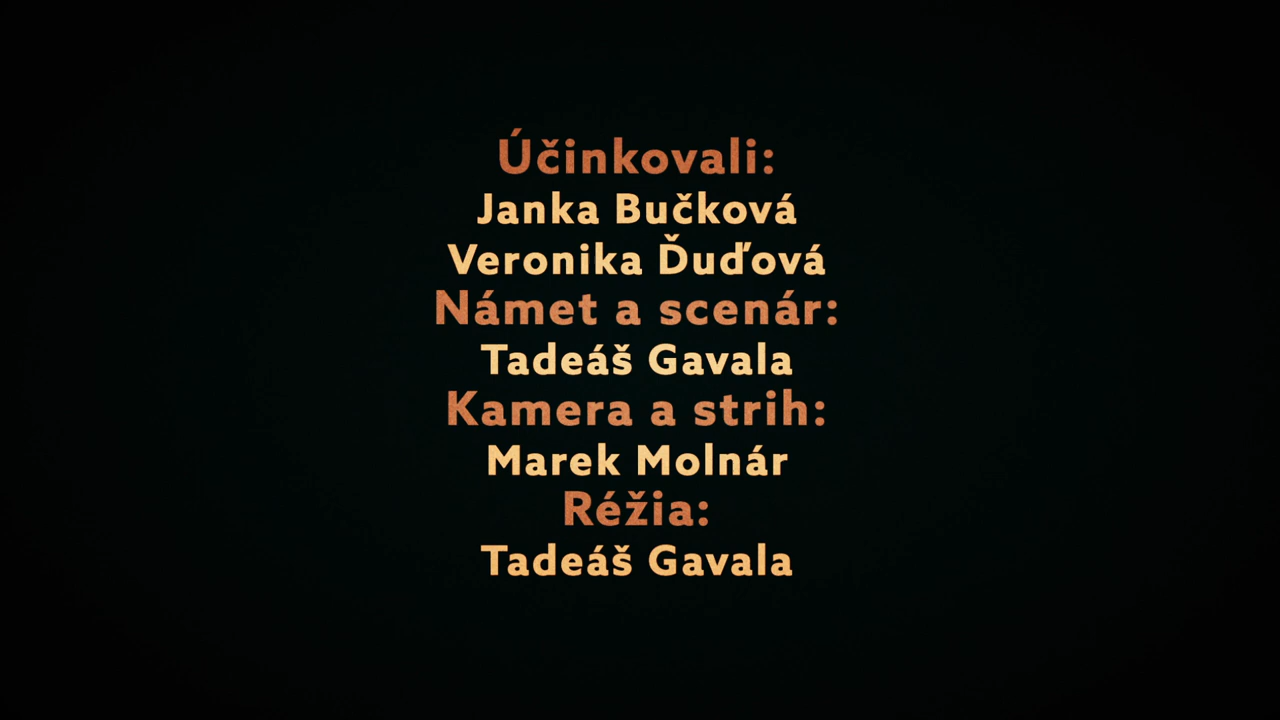 Účinkovali:
Janka Bučková
Veronika Ďuďová
Námet a scenár:
Tadeáš Gavala
Kamera a strih:
Marek Molnár
Réžia:
Tadeáš Gavala